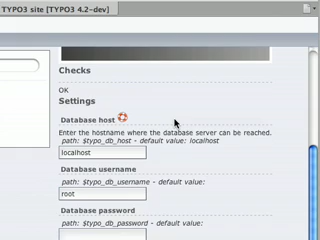 TYPO3 site [TYPO3 4.2-dev]
Checks
OK
Settings
Database host
Enter the hostname where the database server can be reached.
path: $typo_db_host - default value: localhost
localhost
Database username
path: $typo_db_username - default value:
root
Database password
path: $typo_db_password - default value: